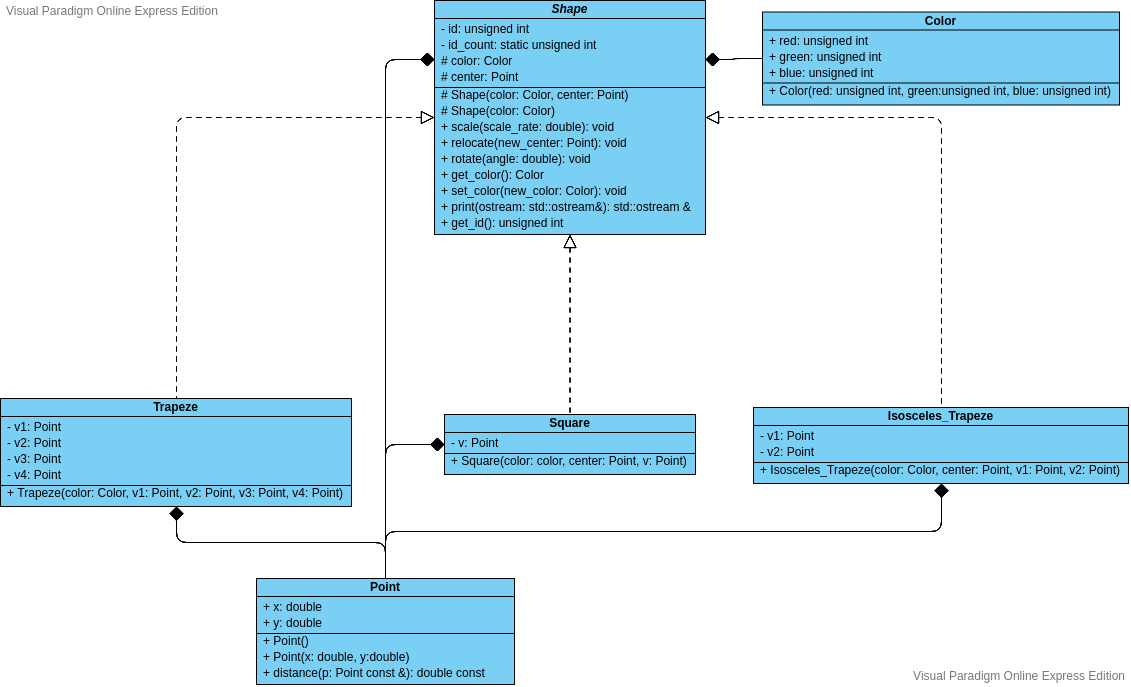 Visual Paradigm Online Express Edition
Shape
- id: unsigned int
- id_count: static unsigned int
# color: Color
# center: Point
# Shape(color: Color, center: Point)
# Shape(color: Color)
+ scale(scale_rate: double): void
+ relocate(new_center: Point): void
+ rotate(angle: double): void
+ get_color(): Color
+ set_color(new_color: Color): void
+ print(ostream: std::ostream&): std::ostream &
+ get_id(): unsigned int
Color
+ red: unsigned int
+ green: unsigned int
+ blue: unsigned int
+ Color(red: unsigned int, green:unsigned int, blue: unsigned int)
Trapeze
- v1: Point
- v2: Point
- v3: Point
- v4: Point
+ Trapeze(color: Color, v1: Point, v2: Point, v3: Point, v4: Point)
Square
- v: Point
+ Square(color: color, center: Point, v: Point)
Isosceles_Trapeze
- v1: Point
- v2: Point
+ Isosceles_Trapeze(color: Color, center: Point, v1: Point, v2: Point)
Point
+ x: double
+ y: double
+ Point()
+ Point(x: double, y:double)
+ distance(p: Point const &): double const
Visual Paradigm Online Express Edition